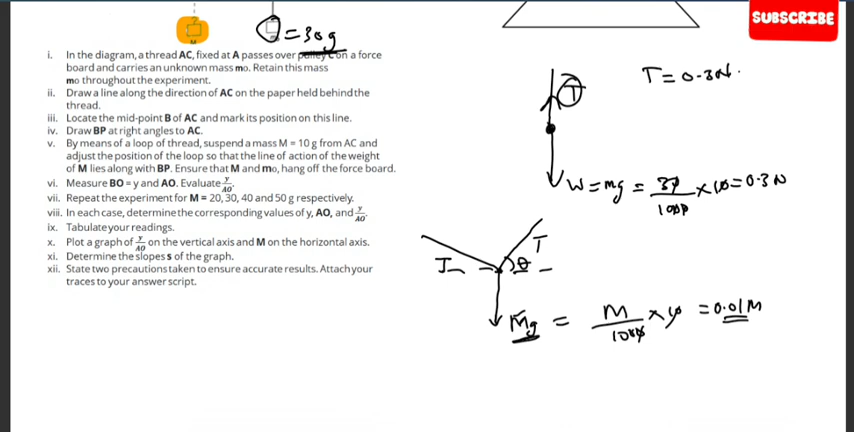 SUBSCRIBE
M
= 30g
i. In the diagram, a thread AC, fixed at A passes over pulley C on a force
board and carries an unknown mass mo. Retain this mass
mo throughout the experiment.
ii. Draw a line along the direction of AC on the paper held behind the
thread.
iii. Locate the mid-point B of AC and mark its position on this line.
iv. Draw BP at right angles to AC.
v. By means of a loop of thread, suspend a mass M = 10 g from AC and
adjust the position of the loop so that the line of action of the weight
of M lies along with BP. Ensure that M and mo, hang off the force board.
vi. Measure BO = y and AO. Evaluate y/AO.
vii. Repeat the experiment for M = 20, 30, 40 and 50 g respectively.
viii. In each case, determine the corresponding values of y, AO, and y/AO.
ix. Tabulate your readings.
x. Plot a graph of y/AO on the vertical axis and M on the horizontal axis.
xi. Determine the slopes s of the graph.
xii. State two precautions taken to ensure accurate results. Attach your
traces to your answer script.
T
T = 0.3N.
W = mg = 30/1000 × 10 = 0.3 N
T
T
θ
Mg = M/1000 × 10 = 0.01M